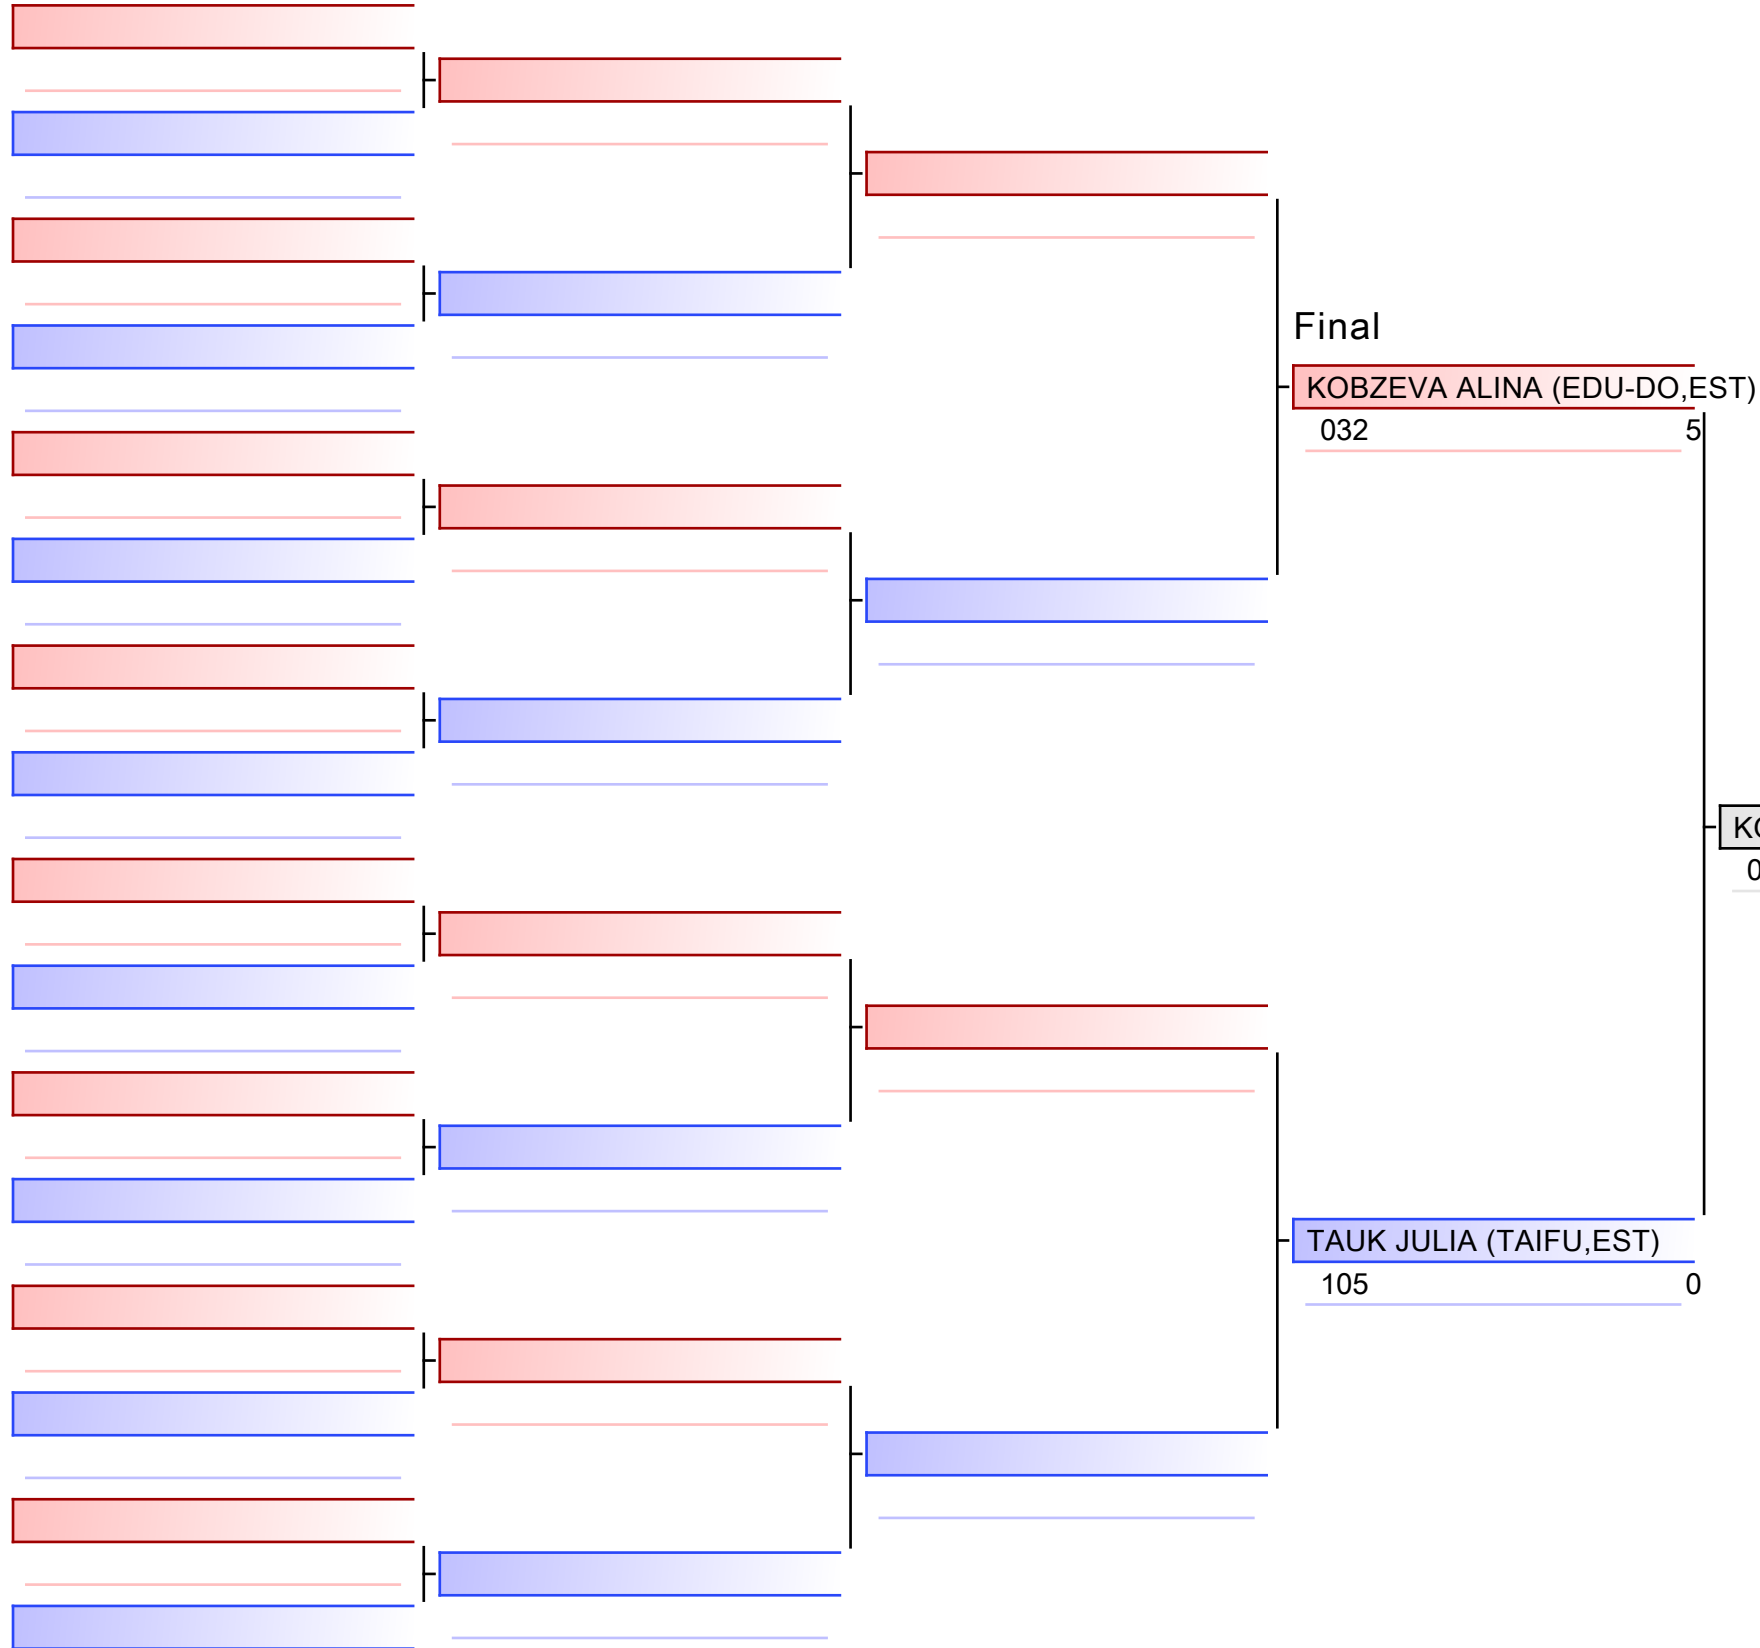 Final
KOBZEVA ALINA (EDU-DO,EST)
032 5
TAUK JULIA (TAIFU,EST)
105 0